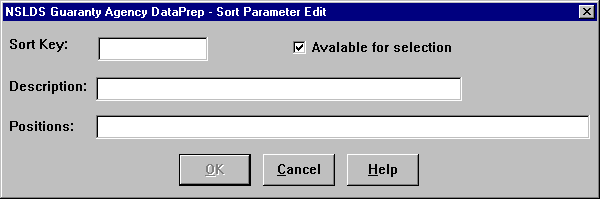 NSLDS Guaranty Agency DataPrep - Sort Parameter Edit
Sort Key: Avalable for selection
Description:
Positions:
OK Cancel Help